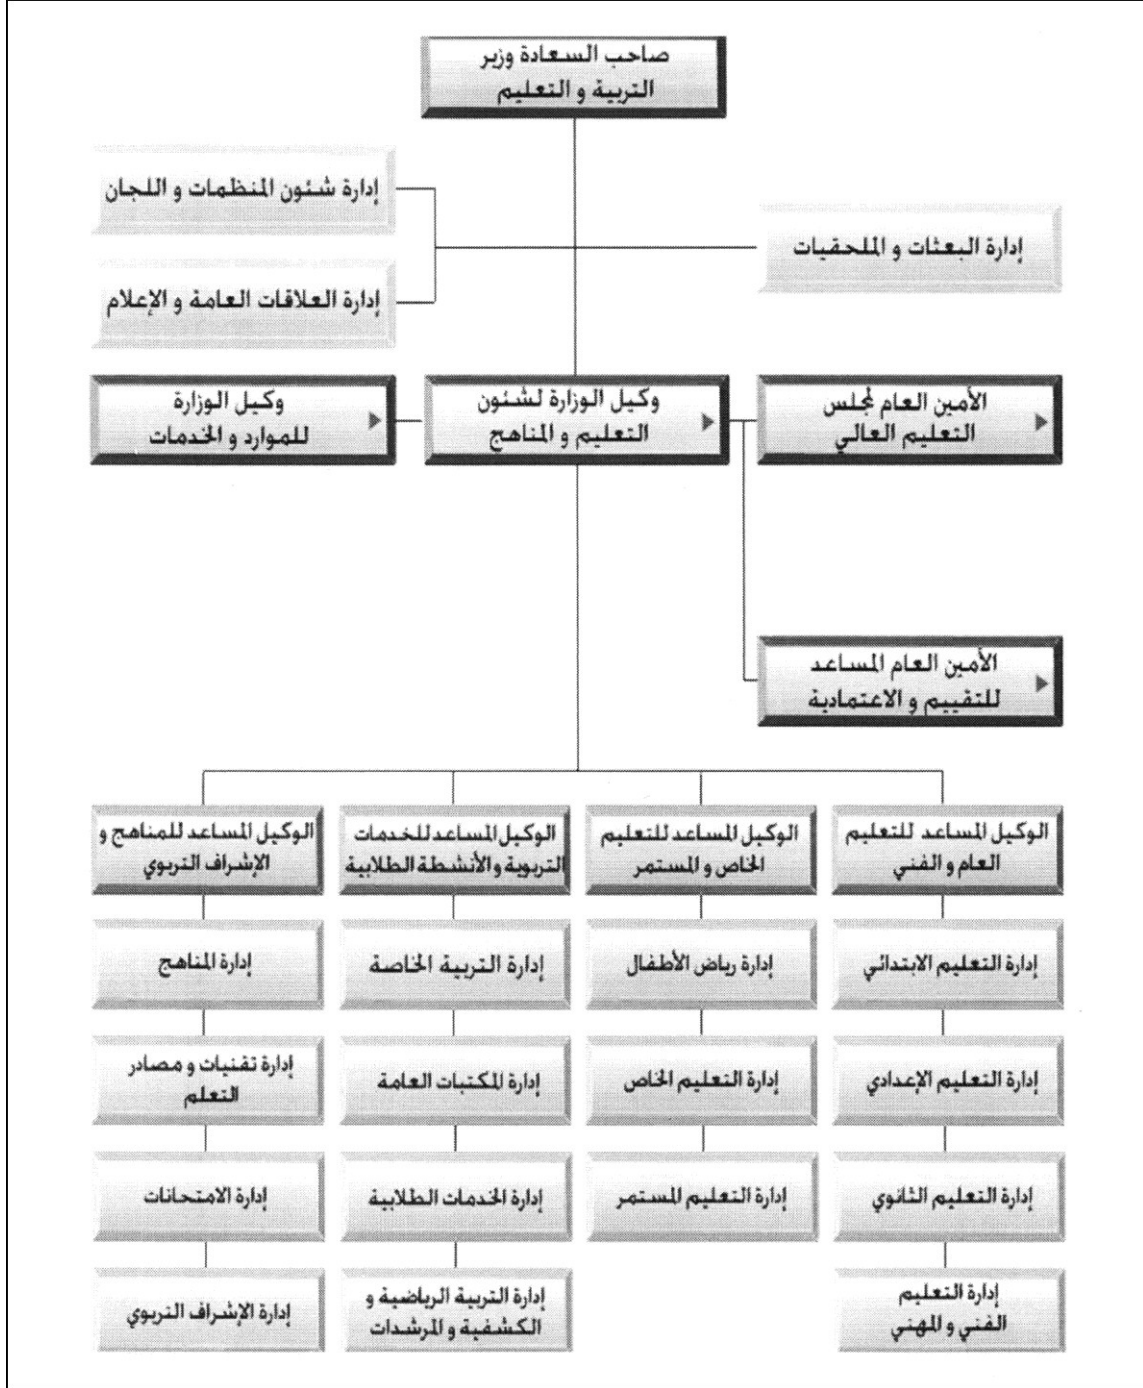 صاحب السعادة وزير
التربية و التعليم
إدارة شئون المنظمات و اللجان
إدارة البعثات و الملحقيات
إدارة العلاقات العامة و الإعلام
الأمين العام لمجلس
التعليم العالي
وكيل الوزارة لشئون
التعليم و المناهج
وكيل الوزارة
للموارد و الخدمات
الأمين العام المساعد
للتقييم و الاعتمادية
الوكيل المساعد للتعليم
العام و الفني
إدارة التعليم الابتدائي
إدارة التعليم الإعدادي
إدارة التعليم الثانوي
إدارة التعليم
الفني و المهني
الوكيل المساعد للتعليم
الخاص و المستمر
إدارة رياض الأطفال
إدارة التعليم الخاص
إدارة التعليم المستمر
الوكيل المساعد للخدمات
التربوية و الأنشطة الطلابية
إدارة التربية الخاصة
إدارة المكتبات العامة
إدارة الخدمات الطلابية
إدارة التربية الرياضية و
الكشفية و المرشدات
الوكيل المساعد للمناهج و
الإشراف التربوي
إدارة المناهج
إدارة تقنيات و مصادر
التعلم
إدارة الامتحانات
إدارة الإشراف التربوي